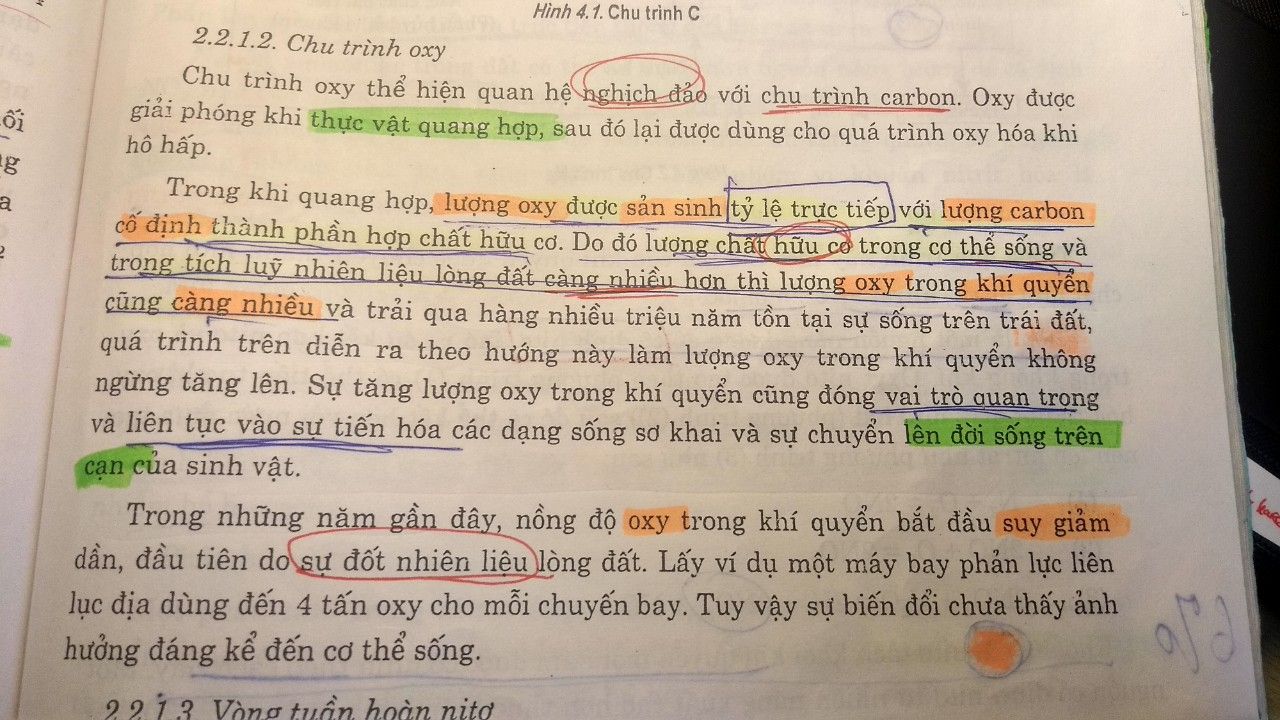 Hình 4.1. Chu trình C
2.2.1.2. Chu trình oxy
Chu trình oxy thể hiện quan hệ nghịch đảo với chu trình carbon. Oxy được
giải phóng khi thực vật quang hợp, sau đó lại được dùng cho quá trình oxy hóa khi
hô hấp.
Trong khi quang hợp, lượng oxy được sản sinh tỷ lệ trực tiếp với lượng carbon
cố định thành phần hợp chất hữu cơ. Do đó lượng chất hữu cơ trong cơ thể sống và
trong tích luỹ nhiên liệu lòng đất càng nhiều hơn thì lượng oxy trong khí quyển
cũng càng nhiều và trải qua hàng nhiều triệu năm tồn tại sự sống trên trái đất,
quá trình trên diễn ra theo hướng này làm lượng oxy trong khí quyển không
ngừng tăng lên. Sự tăng lượng oxy trong khí quyển cũng đóng vai trò quan trọng
và liên tục vào sự tiến hóa các dạng sống sơ khai và sự chuyển lên đời sống trên
cạn của sinh vật.
Trong những năm gần đây, nồng độ oxy trong khí quyển bắt đầu suy giảm
dần, đầu tiên do sự đốt nhiên liệu lòng đất. Lấy ví dụ một máy bay phản lực liên
lục địa dùng đến 4 tấn oxy cho mỗi chuyến bay. Tuy vậy sự biến đổi chưa thấy ảnh
hưởng đáng kể đến cơ thể sống.
2.2.1.3. Vòng tuần hoàn nitơ